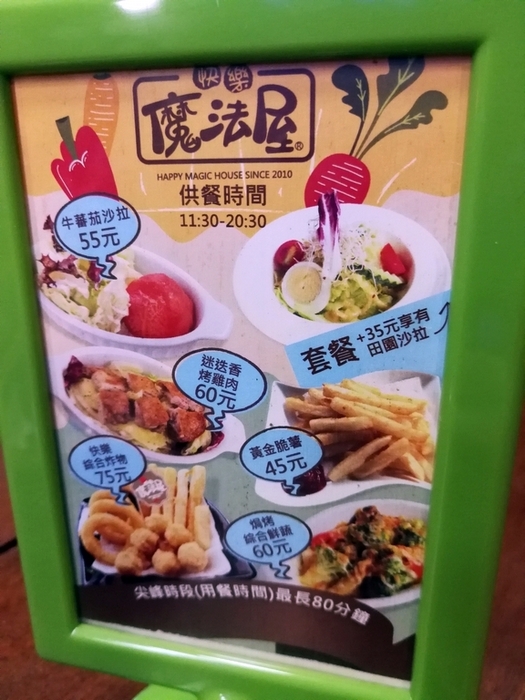 快樂
魔法屋®
HAPPY MAGIC HOUSE SINCE 2010
供餐時間
11:30-20:30
牛蕃茄沙拉
55元
套餐 +35元享有
田園沙拉
迷迭香
烤雞肉
60元
黃金脆薯
45元
快樂
綜合炸物
75元
焗烤
綜合鮮蔬
60元
尖峰時段(用餐時間)最長80分鐘